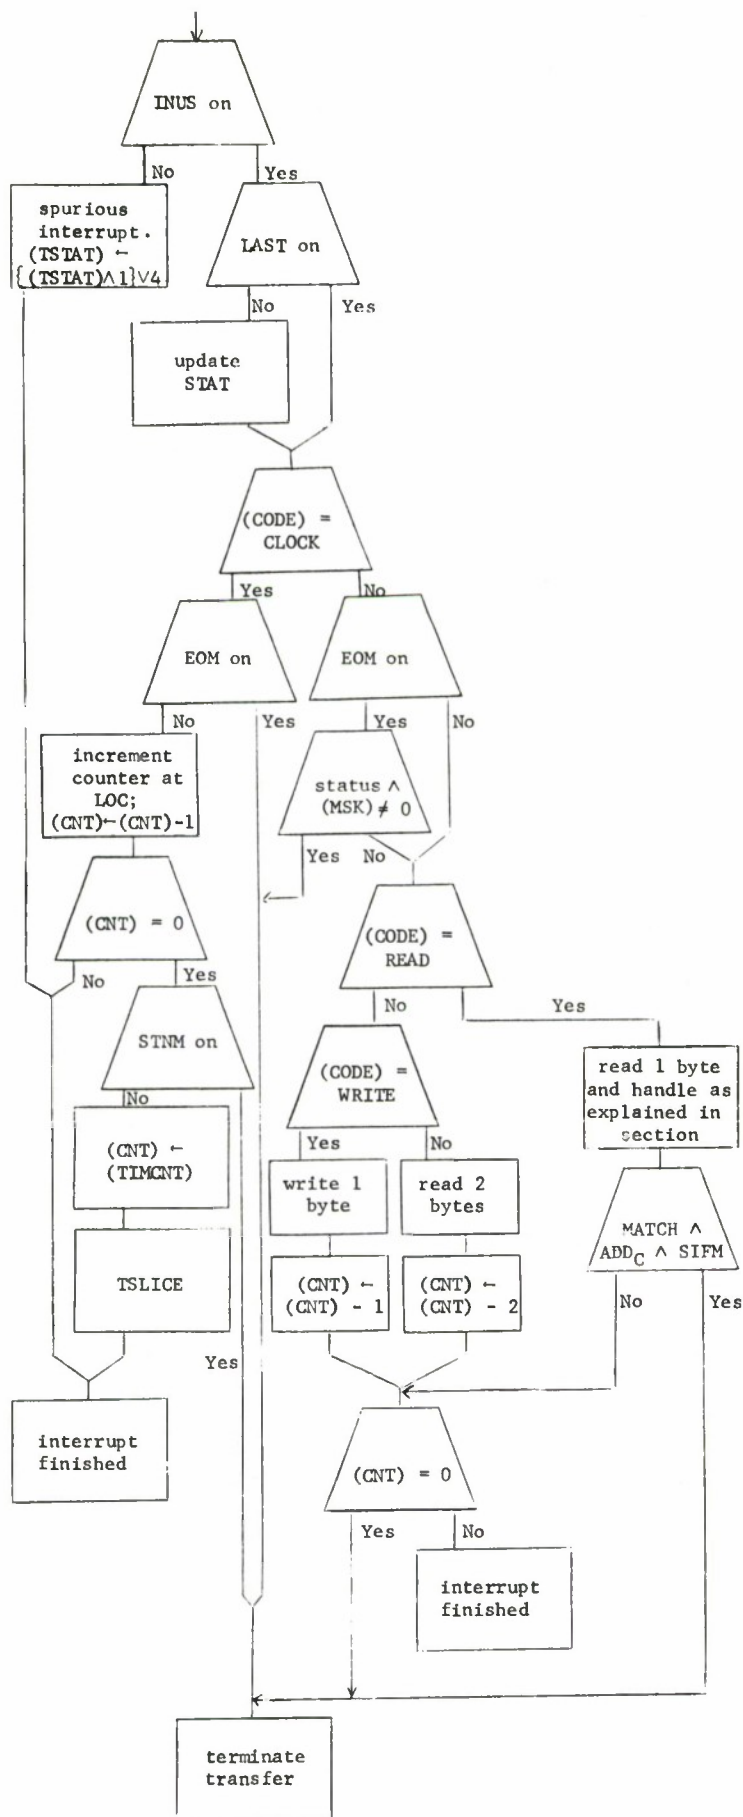 INUS on
No
Yes
spurious
interrupt.
(TSTAT) ←
{(TSTAT)∧1}∨4
LAST on
No
Yes
update
STAT
(CODE) =
CLOCK
Yes
No
EOM on
EOM on
No
Yes
Yes
No
increment
counter at
LOC;
(CNT)←(CNT)-1
status ∧
(MSK) ≠ 0
Yes
No
(CNT) = 0
No
Yes
(CODE) =
READ
No
Yes
STNM on
No
Yes
(CODE) =
WRITE
Yes
No
read 1 byte
and handle as
explained in
section
(CNT) ←
(TIMCNT)
write 1
byte
read 2
bytes
MATCH ∧
ADD_C ∧ SIFM
No
Yes
TSLICE
(CNT) ←
(CNT) - 1
(CNT) ←
(CNT) - 2
interrupt
finished
(CNT) = 0
Yes
No
interrupt
finished
terminate
transfer